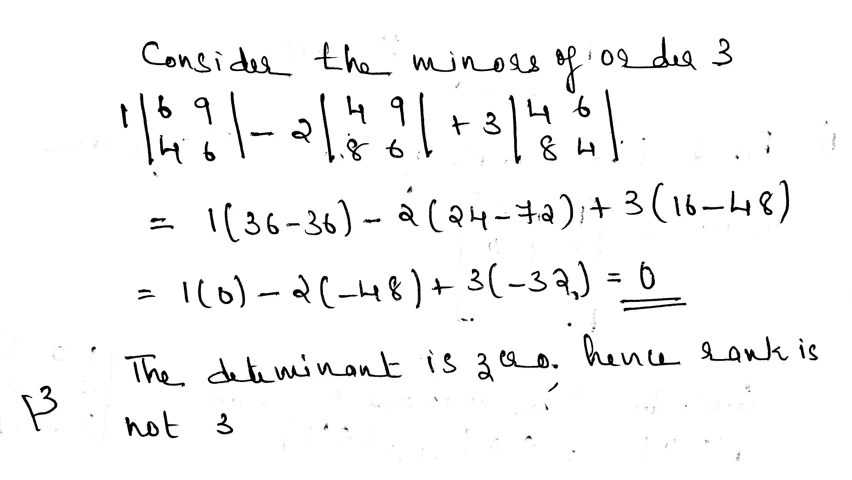 Consider the minors of order 3
1 |6 9| - 2 |4 9| + 3 |4 6|
|4 6| |8 6| |8 4|
= 1(36-36) - 2(24-72) + 3(16-48)
= 1(0) - 2(-48) + 3(-32) = 0
The determinant is zero. hence rank is
not 3